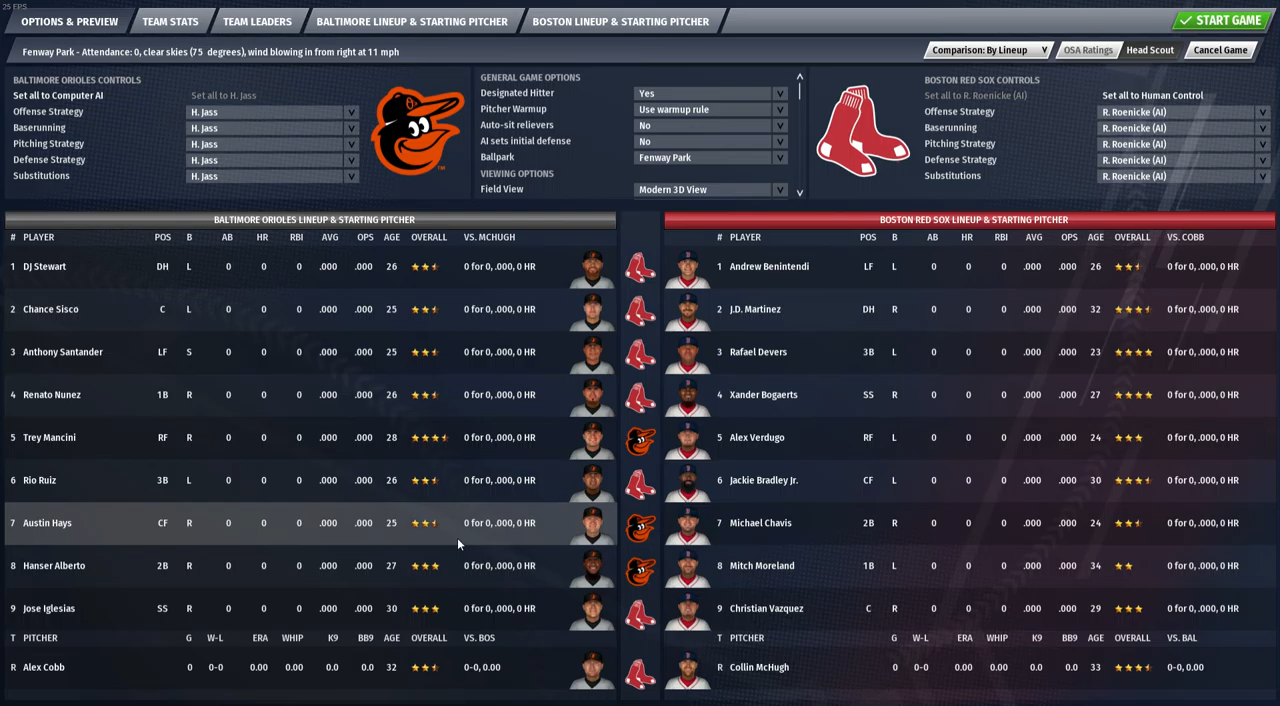 25 FPS
OPTIONS & PREVIEW TEAM STATS TEAM LEADERS BALTIMORE LINEUP & STARTING PITCHER BOSTON LINEUP & STARTING PITCHER START GAME
Fenway Park - Attendance: 0, clear skies (75 degrees), wind blowing in from right at 11 mph Comparison: By Lineup OSA Ratings Head Scout Cancel Game
BALTIMORE ORIOLES CONTROLS
Set all to Computer AI Set all to H. Jass
Offense Strategy H. Jass
Baserunning H. Jass
Pitching Strategy H. Jass
Defense Strategy H. Jass
Substitutions H. Jass
GENERAL GAME OPTIONS
Designated Hitter Yes
Pitcher Warmup Use warmup rule
Auto-sit relievers No
AI sets initial defense No
Ballpark Fenway Park
VIEWING OPTIONS
Field View Modern 3D View
BOSTON RED SOX CONTROLS
Set all to R. Roenicke (AI) Set all to Human Control
Offense Strategy R. Roenicke (AI)
Baserunning R. Roenicke (AI)
Pitching Strategy R. Roenicke (AI)
Defense Strategy R. Roenicke (AI)
Substitutions R. Roenicke (AI)
BALTIMORE ORIOLES LINEUP & STARTING PITCHER
# PLAYER POS B AB HR RBI AVG OPS AGE OVERALL VS. MCHUGH
1 DJ Stewart DH L 0 0 0 .000 .000 26 0 for 0, .000, 0 HR
2 Chance Sisco C L 0 0 0 .000 .000 25 0 for 0, .000, 0 HR
3 Anthony Santander LF S 0 0 0 .000 .000 25 0 for 0, .000, 0 HR
4 Renato Nunez 1B R 0 0 0 .000 .000 26 0 for 0, .000, 0 HR
5 Trey Mancini RF R 0 0 0 .000 .000 28 0 for 0, .000, 0 HR
6 Rio Ruiz 3B L 0 0 0 .000 .000 26 0 for 0, .000, 0 HR
7 Austin Hays CF R 0 0 0 .000 .000 25 0 for 0, .000, 0 HR
8 Hanser Alberto 2B R 0 0 0 .000 .000 27 0 for 0, .000, 0 HR
9 Jose Iglesias SS R 0 0 0 .000 .000 30 0 for 0, .000, 0 HR
T PITCHER G W-L ERA WHIP K9 BB9 AGE OVERALL VS. BOS
R Alex Cobb 0 0-0 0.00 0.00 0.0 0.0 32 0-0, 0.00
BOSTON RED SOX LINEUP & STARTING PITCHER
# PLAYER POS B AB HR RBI AVG OPS AGE OVERALL VS. COBB
1 Andrew Benintendi LF L 0 0 0 .000 .000 26 0 for 0, .000, 0 HR
2 J.D. Martinez DH R 0 0 0 .000 .000 32 0 for 0, .000, 0 HR
3 Rafael Devers 3B L 0 0 0 .000 .000 23 0 for 0, .000, 0 HR
4 Xander Bogaerts SS R 0 0 0 .000 .000 27 0 for 0, .000, 0 HR
5 Alex Verdugo RF L 0 0 0 .000 .000 24 0 for 0, .000, 0 HR
6 Jackie Bradley Jr. CF L 0 0 0 .000 .000 30 0 for 0, .000, 0 HR
7 Michael Chavis 2B R 0 0 0 .000 .000 24 0 for 0, .000, 0 HR
8 Mitch Moreland 1B L 0 0 0 .000 .000 34 0 for 0, .000, 0 HR
9 Christian Vazquez C R 0 0 0 .000 .000 29 0 for 0, .000, 0 HR
T PITCHER G W-L ERA WHIP K9 BB9 AGE OVERALL VS. BAL
R Collin McHugh 0 0-0 0.00 0.00 0.0 0.0 33 0-0, 0.00